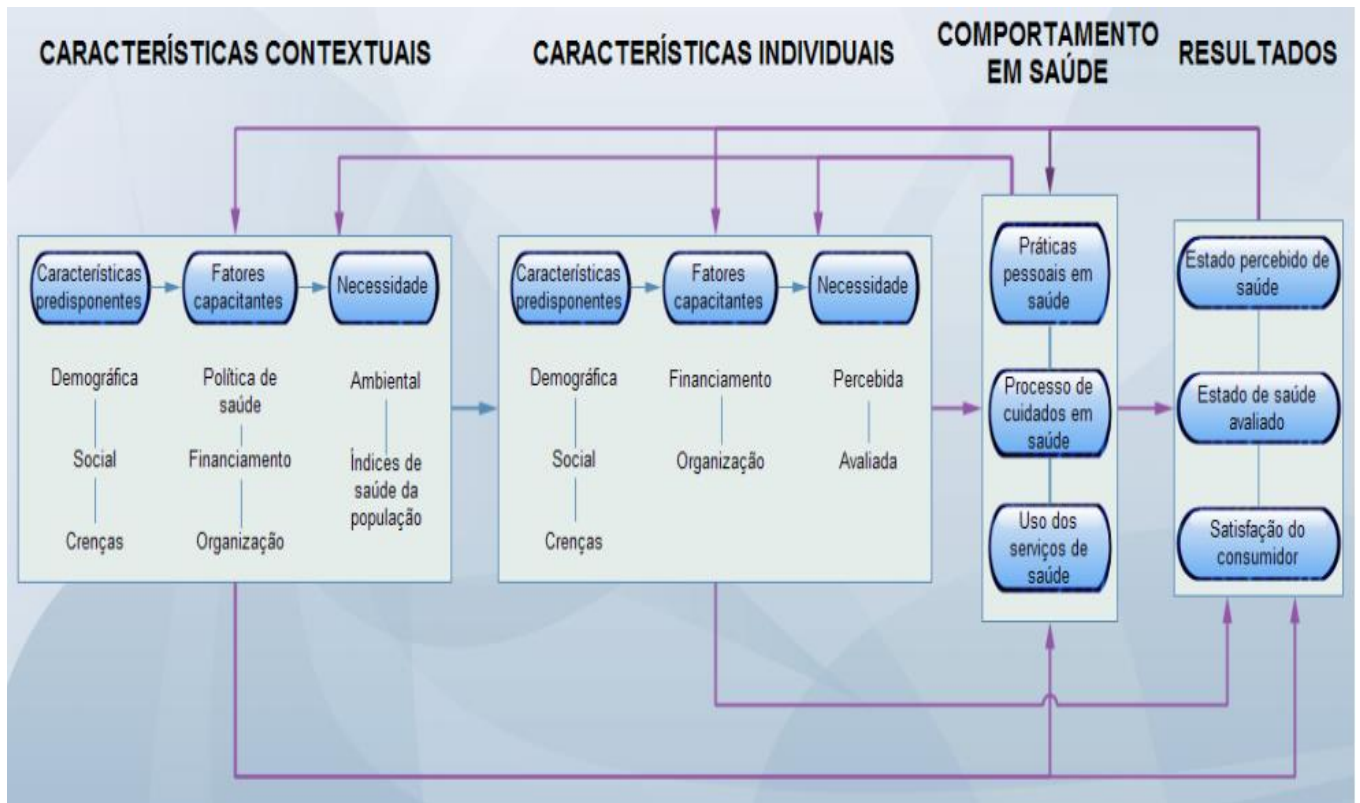 CARACTERÍSTICAS CONTEXTUAIS
CARACTERÍSTICAS INDIVIDUAIS
COMPORTAMENTO
EM SAÚDE
RESULTADOS
Características
predisponentes
Fatores
capacitantes
Necessidade
Demográfica
Social
Crenças
Política de
saúde
Financiamento
Organização
Ambiental
Índices de
saúde da
população
Características
predisponentes
Fatores
capacitantes
Necessidade
Demográfica
Social
Crenças
Financiamento
Organização
Percebida
Avaliada
Práticas
pessoais em
saúde
Processo de
cuidados em
saúde
Uso dos
serviços de
saúde
Estado percebido de
saúde
Estado de saúde
avaliado
Satisfação do
consumidor